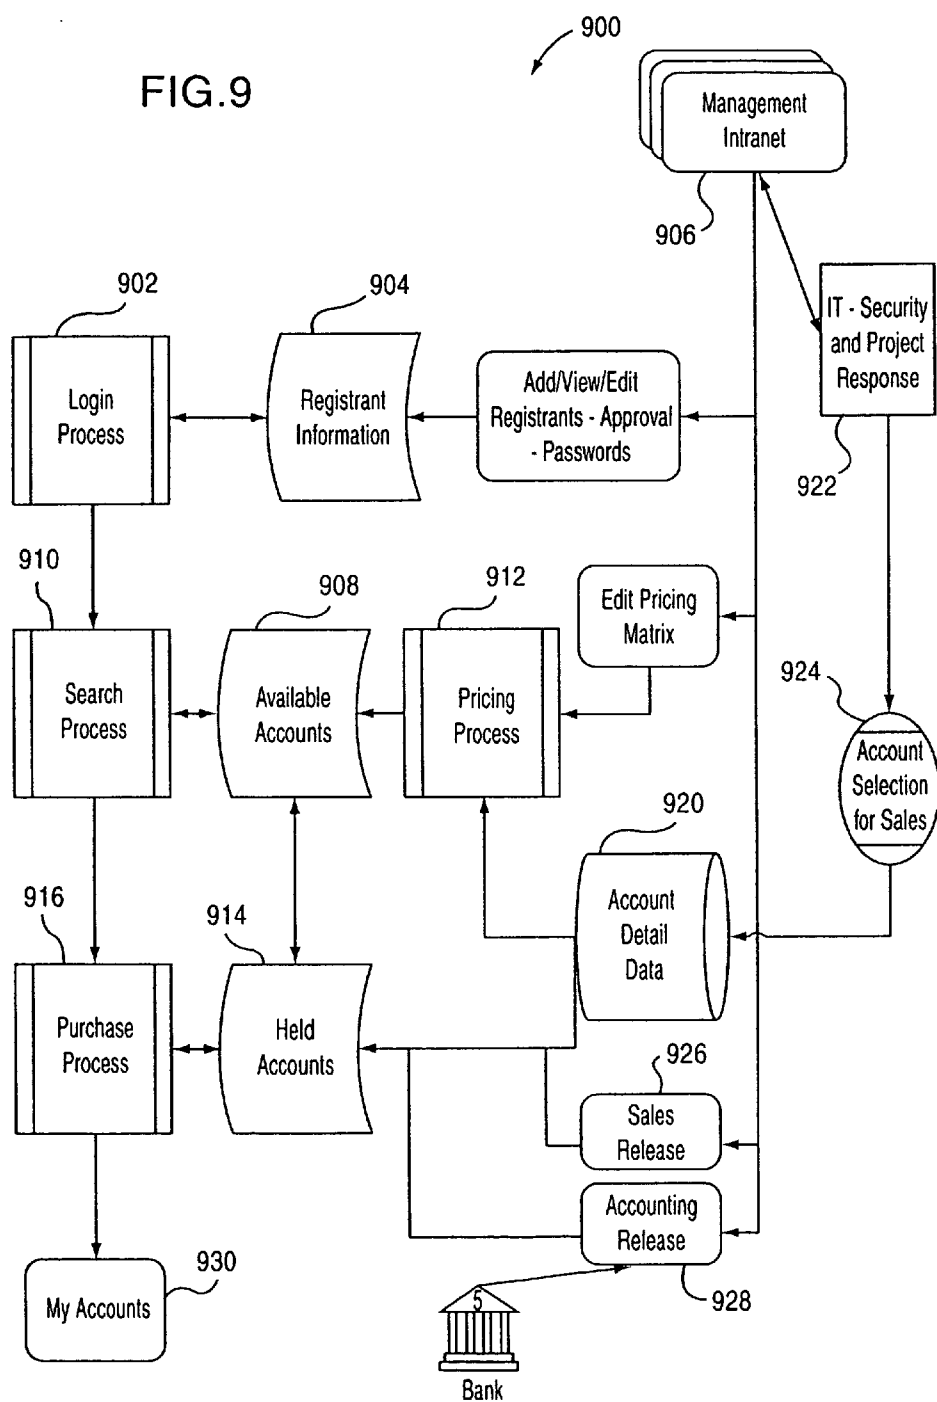 900
FIG.9
Management
Intranet
906
902
904
IT - Security
and Project
Response
922
Login
Process
Registrant
Information
Add/View/Edit
Registrants - Approval
- Passwords
910
908
912
Edit Pricing
Matrix
Search
Process
Available
Accounts
Pricing
Process
924
Account
Selection
for Sales
920
Account
Detail
Data
916
914
Purchase
Process
Held
Accounts
926
Sales
Release
Accounting
Release
928
930
My Accounts
5
Bank